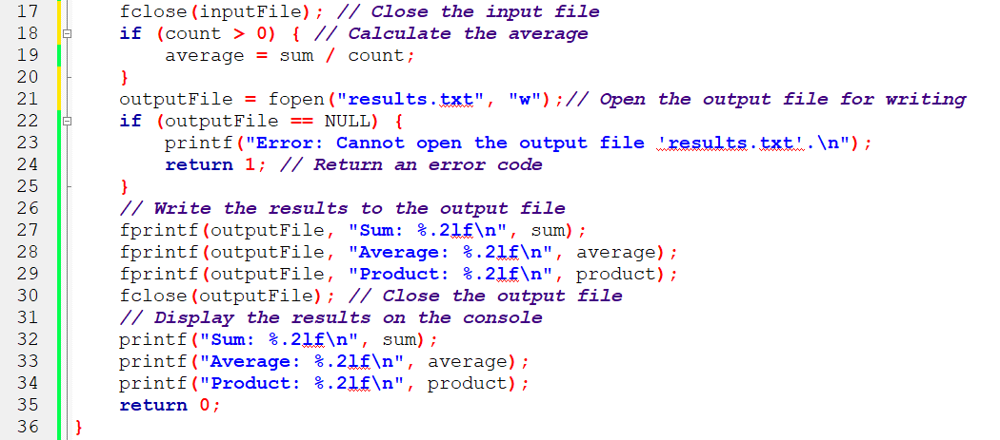 17 fclose(inputFile); // Close the input file
18 if (count > 0) { // Calculate the average
19 average = sum / count;
20 }
21 outputFile = fopen("results.txt", "w");// Open the output file for writing
22 if (outputFile == NULL) {
23 printf("Error: Cannot open the output file 'results.txt'.\n");
24 return 1; // Return an error code
25 }
26 // Write the results to the output file
27 fprintf(outputFile, "Sum: %.2lf\n", sum);
28 fprintf(outputFile, "Average: %.2lf\n", average);
29 fprintf(outputFile, "Product: %.2lf\n", product);
30 fclose(outputFile); // Close the output file
31 // Display the results on the console
32 printf("Sum: %.2lf\n", sum);
33 printf("Average: %.2lf\n", average);
34 printf("Product: %.2lf\n", product);
35 return 0;
36 }